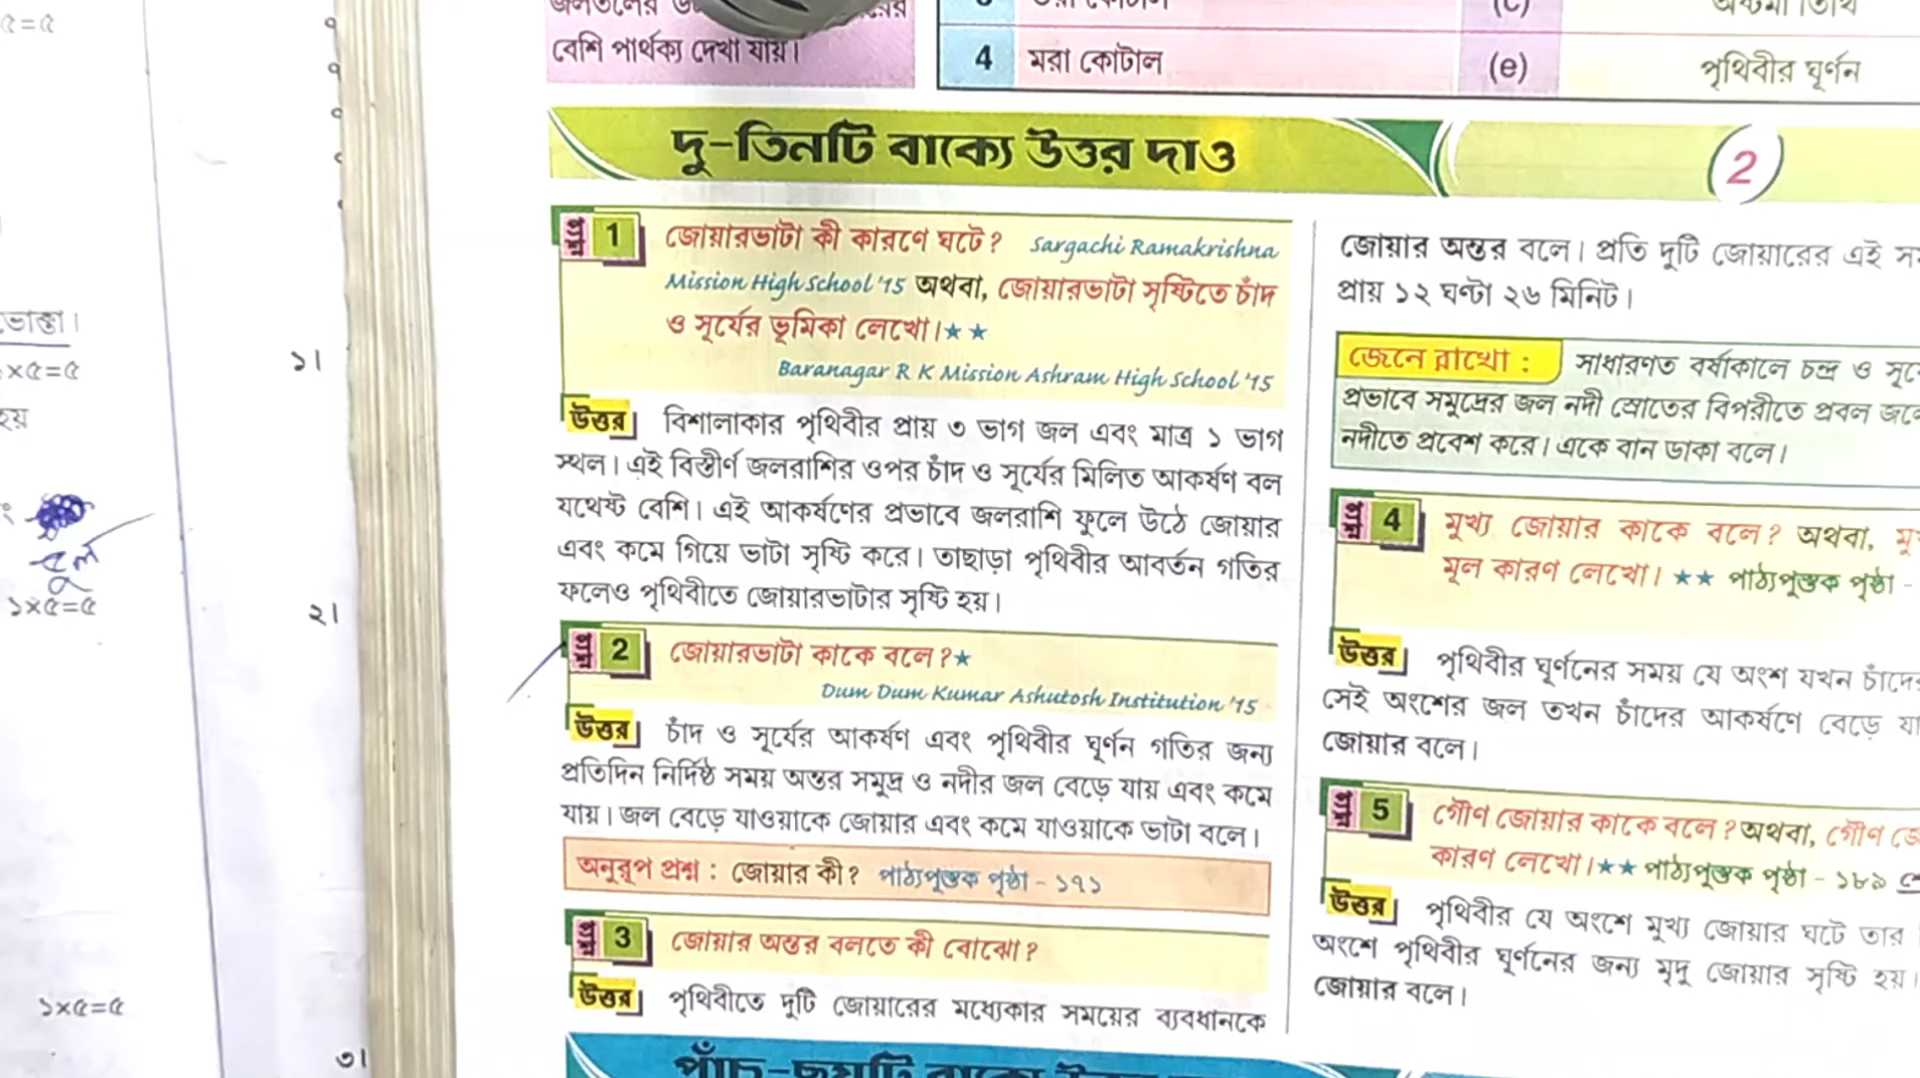 ৫=৫
ভোক্তা।
×৫=৫
হয়
১×৫=৫
১×৫=৫
১।
২।
৩।
বেশি পার্থক্য দেখা যায়।
(c) অষ্টমী তিথি
4 মরা কোটাল (e) পৃথিবীর ঘূর্ণন
দু-তিনটি বাক্যে উত্তর দাও 2
প্রশ্ন 1 জোয়ারভাটা কী কারণে ঘটে? Sargachi Ramakrishna
Mission High School '15 অথবা, জোয়ারভাটা সৃষ্টিতে চাঁদ
ও সূর্যের ভূমিকা লেখো।★★
Baranagar R K Mission Ashram High School '15
উত্তর বিশালাকার পৃথিবীর প্রায় ৩ ভাগ জল এবং মাত্র ১ ভাগ
স্থল। এই বিস্তীর্ণ জলরাশির ওপর চাঁদ ও সূর্যের মিলিত আকর্ষণ বল
যথেষ্ট বেশি। এই আকর্ষণের প্রভাবে জলরাশি ফুলে উঠে জোয়ার
এবং কমে গিয়ে ভাটা সৃষ্টি করে। তাছাড়া পৃথিবীর আবর্তন গতির
ফলেও পৃথিবীতে জোয়ারভাটার সৃষ্টি হয়।
প্রশ্ন 2 জোয়ারভাটা কাকে বলে?★
Dum Dum Kumar Ashutosh Institution '15
উত্তর চাঁদ ও সূর্যের আকর্ষণ এবং পৃথিবীর ঘূর্ণন গতির জন্য
প্রতিদিন নির্দিষ্ট সময় অন্তর সমুদ্র ও নদীর জল বেড়ে যায় এবং কমে
যায়। জল বেড়ে যাওয়াকে জোয়ার এবং কমে যাওয়াকে ভাটা বলে।
অনুরূপ প্রশ্ন : জোয়ার কী? পাঠ্যপুস্তক পৃষ্ঠা - ১৭১
প্রশ্ন 3 জোয়ার অন্তর বলতে কী বোঝো?
উত্তর পৃথিবীতে দুটি জোয়ারের মধ্যেকার সময়ের ব্যবধানকে
জোয়ার অন্তর বলে। প্রতি দুটি জোয়ারের এই
প্রায় ১২ ঘণ্টা ২৬ মিনিট।
জেনে রাখো : সাধারণত বর্ষাকালে চন্দ্র ও
প্রভাবে সমুদ্রের জল নদী স্রোতের বিপরীতে প্রবল
নদীতে প্রবেশ করে। একে বান ডাকা বলে।
প্রশ্ন 4 মুখ্য জোয়ার কাকে বলে? অথবা,
মূল কারণ লেখো। ★★ পাঠ্যপুস্তক পৃষ্ঠা -
উত্তর পৃথিবীর ঘূর্ণনের সময় যে অংশ যখন চাঁদের
সেই অংশের জল তখন চাঁদের আকর্ষণে বেড়ে
জোয়ার বলে।
প্রশ্ন 5 গৌণ জোয়ার কাকে বলে? অথবা, গৌণ
কারণ লেখো।★★ পাঠ্যপুস্তক পৃষ্ঠা - ১৮৯
উত্তর পৃথিবীর যে অংশে মুখ্য জোয়ার ঘটে তার
অংশে পৃথিবীর ঘূর্ণনের জন্য মৃদু জোয়ার সৃষ্টি হয়।
জোয়ার বলে।